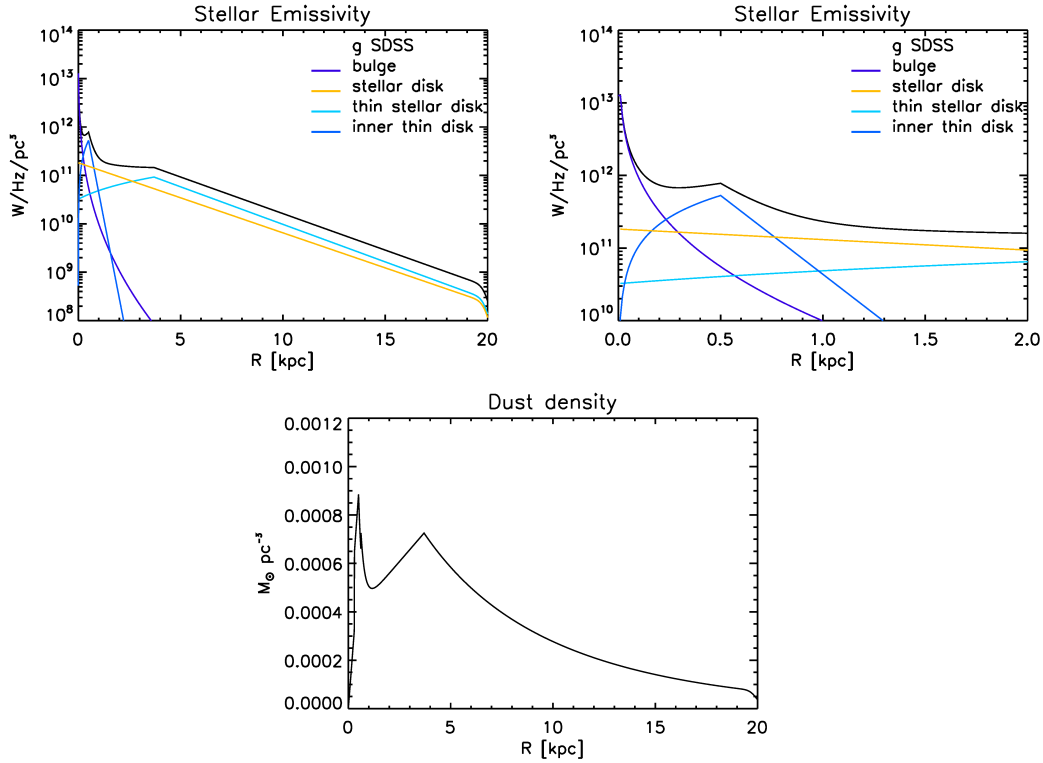 Stellar Emissivity
10¹⁴
10¹³
10¹²
10¹¹
10¹⁰
10⁹
10⁸
W/Hz/pc³
g SDSS
bulge
stellar disk
thin stellar disk
inner thin disk
0 5 10 15 20
R [kpc]
Stellar Emissivity
10¹⁴
10¹³
10¹²
10¹¹
10¹⁰
W/Hz/pc³
g SDSS
bulge
stellar disk
thin stellar disk
inner thin disk
0.0 0.5 1.0 1.5 2.0
R [kpc]
Dust density
0.0012
0.0010
0.0008
0.0006
0.0004
0.0002
0.0000
M⊙ pc⁻³
0 5 10 15 20
R [kpc]